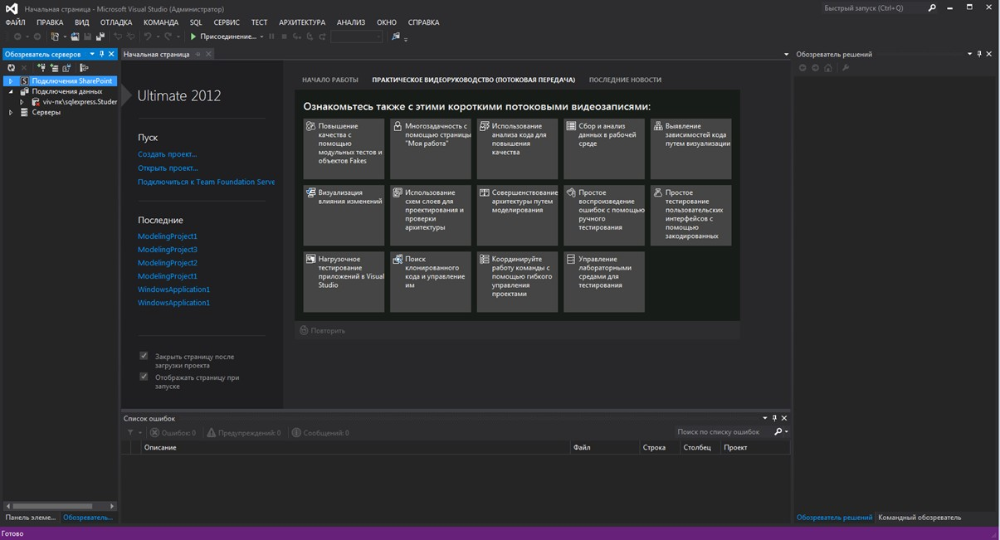 Начальная страница - Microsoft Visual Studio (Администратор)
Быстрый запуск (Ctrl+Q)
ФАЙЛ ПРАВКА ВИД ОТЛАДКА КОМАНДА SQL СЕРВИС ТЕСТ АРХИТЕКТУРА АНАЛИЗ ОКНО СПРАВКА
Присоединение...
Обозреватель серверов
Подключения SharePoint
Подключения данных
viv-пк\sqlexpress.Studer
Серверы
Панель элеме... Обозреватель...
Начальная страница
Ultimate 2012
Пуск
Создать проект...
Открыть проект...
Подключиться к Team Foundation Serve
Последние
ModelingProject1
ModelingProject3
ModelingProject2
ModelingProject1
WindowsApplication1
WindowsApplication1
Закрыть страницу после
загрузки проекта
Отображать страницу при
запуске
НАЧАЛО РАБОТЫ ПРАКТИЧЕСКОЕ ВИДЕОРУКОВОДСТВО (ПОТОКОВАЯ ПЕРЕДАЧА) ПОСЛЕДНИЕ НОВОСТИ
Ознакомьтесь также с этими короткими потоковыми видеозаписями:
Повышение
качества с
помощью
модульных тестов и
объектов Fakes
Многозадачность с
помощью страницы
"Моя работа"
Использование
анализа кода для
повышения
качества
Сбор и анализ
данных в рабочей
среде
Выявление
зависимостей кода
путем визуализации
Визуализация
влияния изменений
Использование
схем слоев для
проектирования и
проверки
архитектуры
Совершенствование
архитектуры путем
моделирования
Простое
воспроизведение
ошибок с помощью
ручного
тестирования
Простое
тестирование
пользовательских
интерфейсов с
помощью
закодированных
Нагрузочное
тестирование
приложений в Visual
Studio
Поиск
клонированного
кода и управление
им
Координируйте
работу команды с
помощью гибкого
управления
проектами
Управление
лабораторными
средами для
тестирования
Повторить
Список ошибок
Ошибок: 0 Предупреждений: 0 Сообщений: 0
Поиск по списку ошибок
Описание Файл Строка Столбец Проект
Обозреватель решений
Обозреватель решений Командный обозреватель
Готово